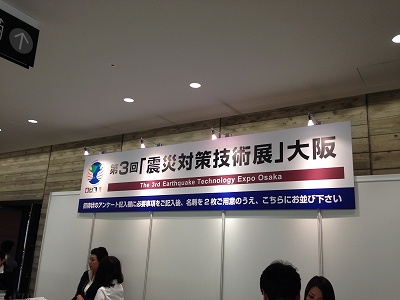 第3回「震災対策技術展」大阪
The 3rd Earthquake Technology Expo Osaka
招待状のアンケート記入欄に必要事項をご記入後、名刺を2枚ご用意のうえ、こちらにお並び下さい